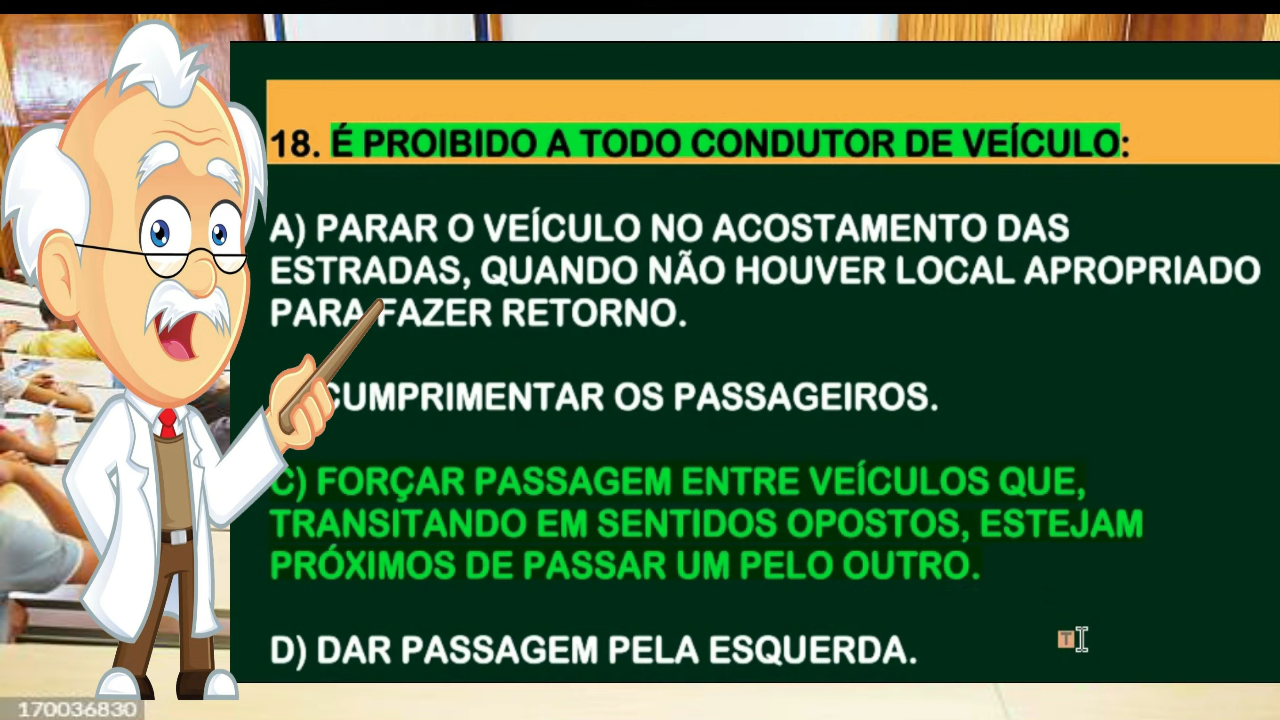 18. É PROIBIDO A TODO CONDUTOR DE VEÍCULO:
A) PARAR O VEÍCULO NO ACOSTAMENTO DAS
ESTRADAS, QUANDO NÃO HOUVER LOCAL APROPRIADO
PARA FAZER RETORNO.
CUMPRIMENTAR OS PASSAGEIROS.
C) FORÇAR PASSAGEM ENTRE VEÍCULOS QUE,
TRANSITANDO EM SENTIDOS OPOSTOS, ESTEJAM
PRÓXIMOS DE PASSAR UM PELO OUTRO.
D) DAR PASSAGEM PELA ESQUERDA.
T
170036830